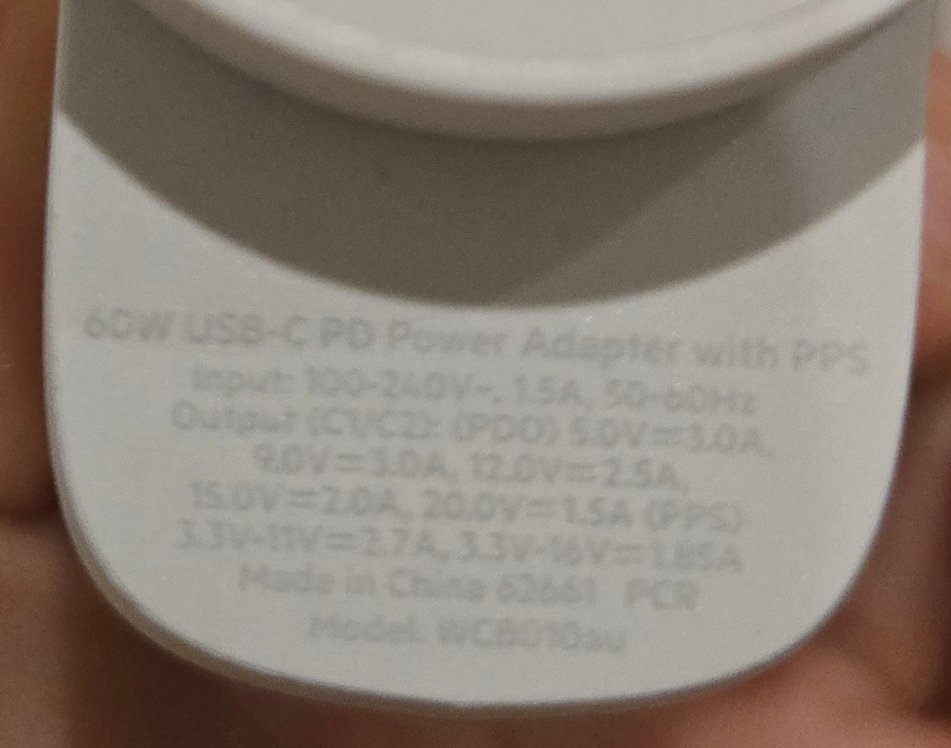 60W USB-C PD Power Adapter with PPS
Input: 100-240V~, 1.5A, 50-60Hz
Output (C1/C2): (PDO) 5.0V⎓3.0A,
9.0V⎓3.0A, 12.0V⎓2.5A,
15.0V⎓2.0A, 20.0V⎓1.5A (PPS)
3.3V-11V⎓2.7A, 3.3V-16V⎓1.85A
Made in China 62661 PCR
Model: WCB010au